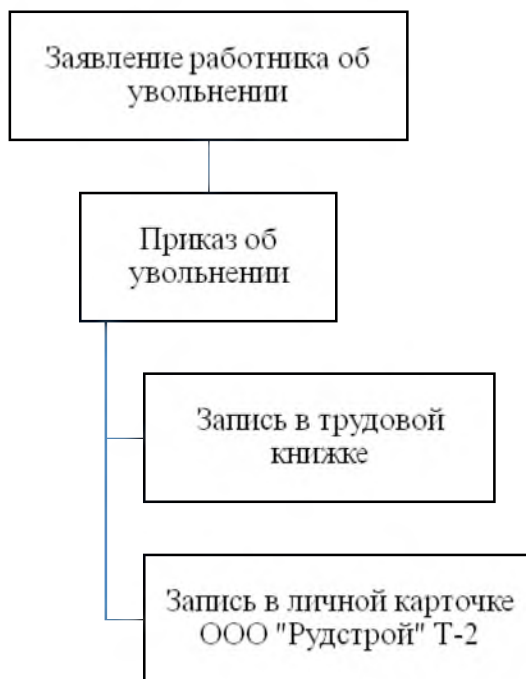 Заявление работника об
увольнении
Приказ об
увольнении
Запись в трудовой
книжке
Запись в личной карточке
ООО "Рудстрой" Т-2